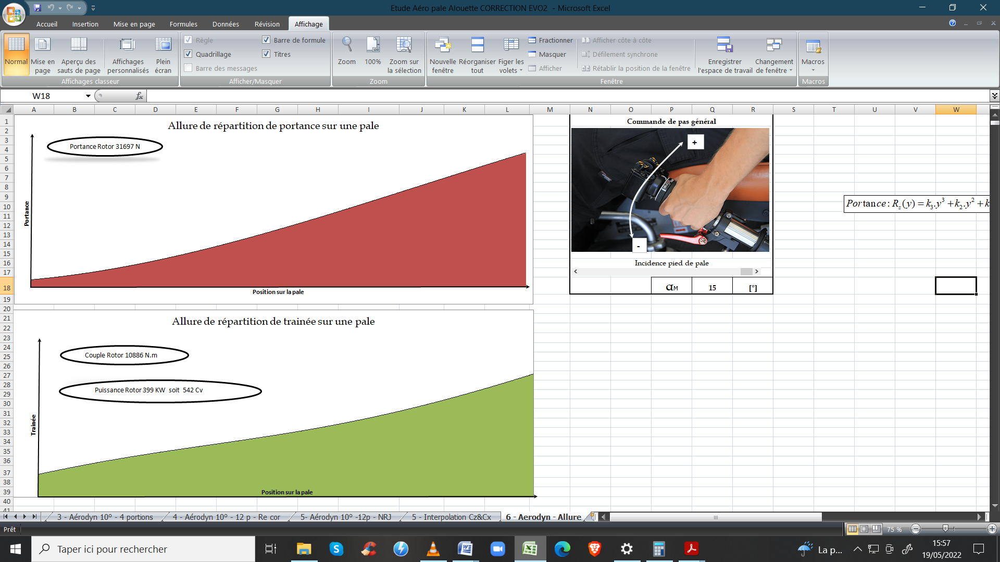 Etude Aéro pale Alouette CORRECTION EVO2 - Microsoft Excel
Accueil Insertion Mise en page Formules Données Révision Affichage
Normal
Mise en page
Aperçu des sauts de page
Affichages personnalisés
Plein écran
Affichages classeur
Règle
Quadrillage
Barre des messages
Barre de formule
Titres
Afficher/Masquer
Zoom
100%
Zoom sur la sélection
Zoom
Nouvelle fenêtre
Réorganiser tout
Figer les volets
Fractionner
Masquer
Afficher
Afficher côte à côte
Défilement synchrone
Rétablir la position de la fenêtre
Enregistrer l'espace de travail
Changement de fenêtre
Fenêtre
Macros
Macros
W18 fx
A B C D E F G H I J K L M N O P Q R S T U V W
1
2
3
4
5
6
7
8
9
10
11
12
13
14
15
16
17
18
19
20
21
22
23
24
25
26
27
28
29
30
31
32
33
34
35
36
37
38
39
40
41
Allure de répartition de portance sur une pale
Portance Rotor 31697 N
Portance
Position sur la pale
Commande de pas général
+
-
Incidence pied de pale
αM 15 [°]
Portance : Rz(y) = k3.y³ + k2.y² + k
Allure de répartition de trainée sur une pale
Couple Rotor 10886 N.m
Puissance Rotor 399 KW soit 542 Cv
Trainée
Position sur la pale
3 - Aérodyn 10° - 4 portions 4 - Aérodyn 10° - 12 p - Re cor 5- Aérodyn 10° -12p - NRJ 5 - Interpolation Cz&Cx 6 - Aerodyn - Allure
Prêt 75 %
Taper ici pour rechercher
La p...
15:57
19/05/2022